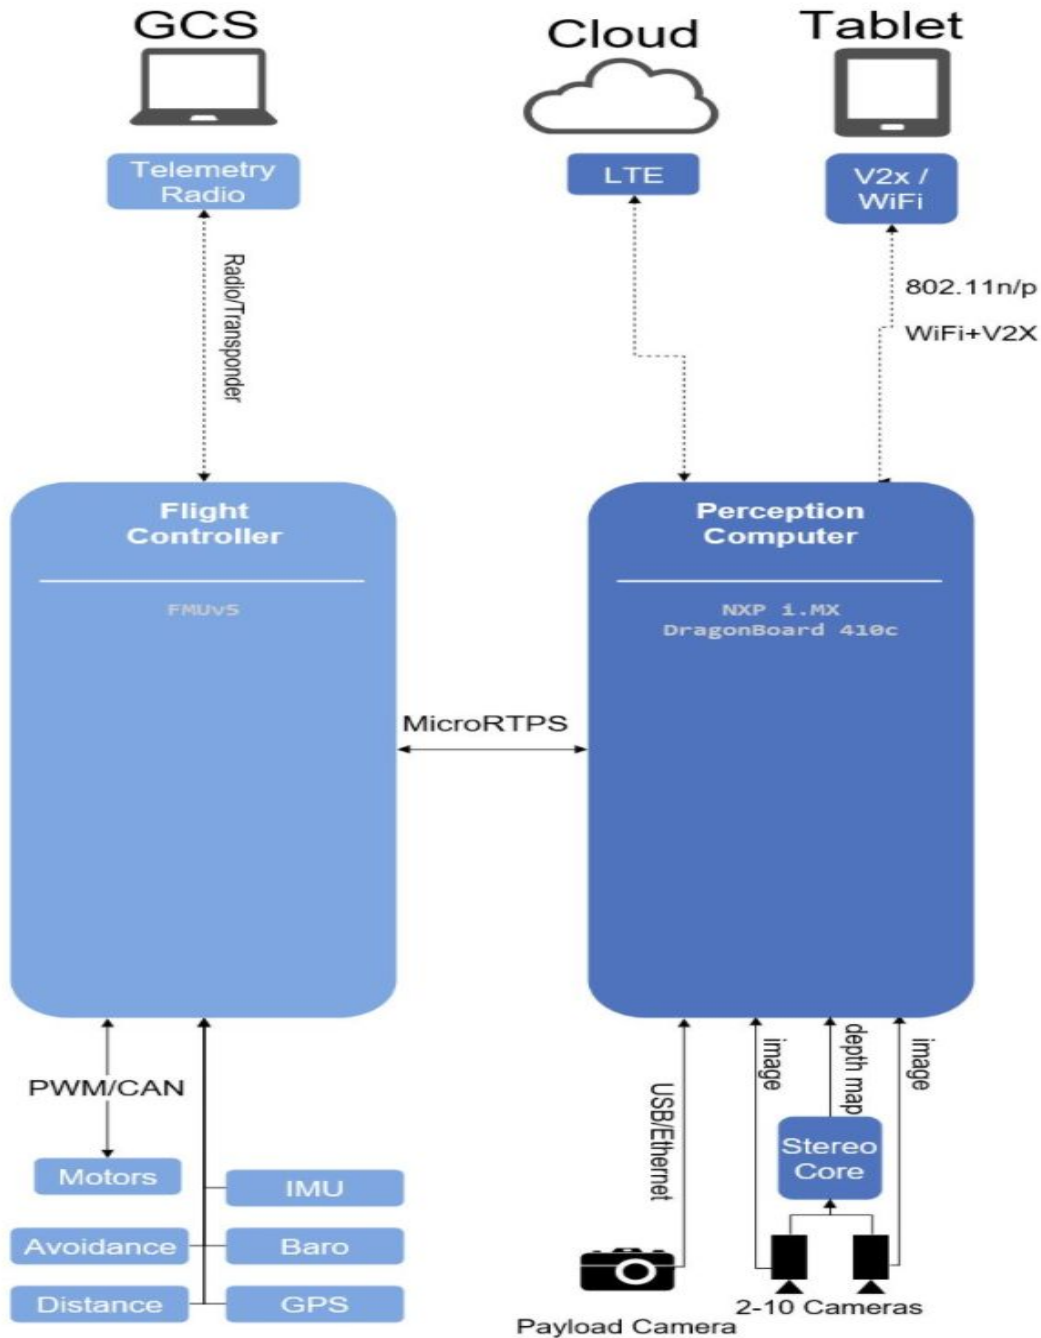 GCS
Cloud
Tablet
Telemetry
Radio
LTE
V2x /
WiFi
Radio/Transponder
802.11n/p
WiFi+V2X
Flight
Controller
FMUv5
Perception
Computer
NXP i.MX
DragonBoard 410c
MicroRTPS
PWM/CAN
USB/Ethernet
image
depth map
image
Motors
IMU
Stereo
Core
Avoidance
Baro
Distance
GPS
Payload Camera
2-10 Cameras